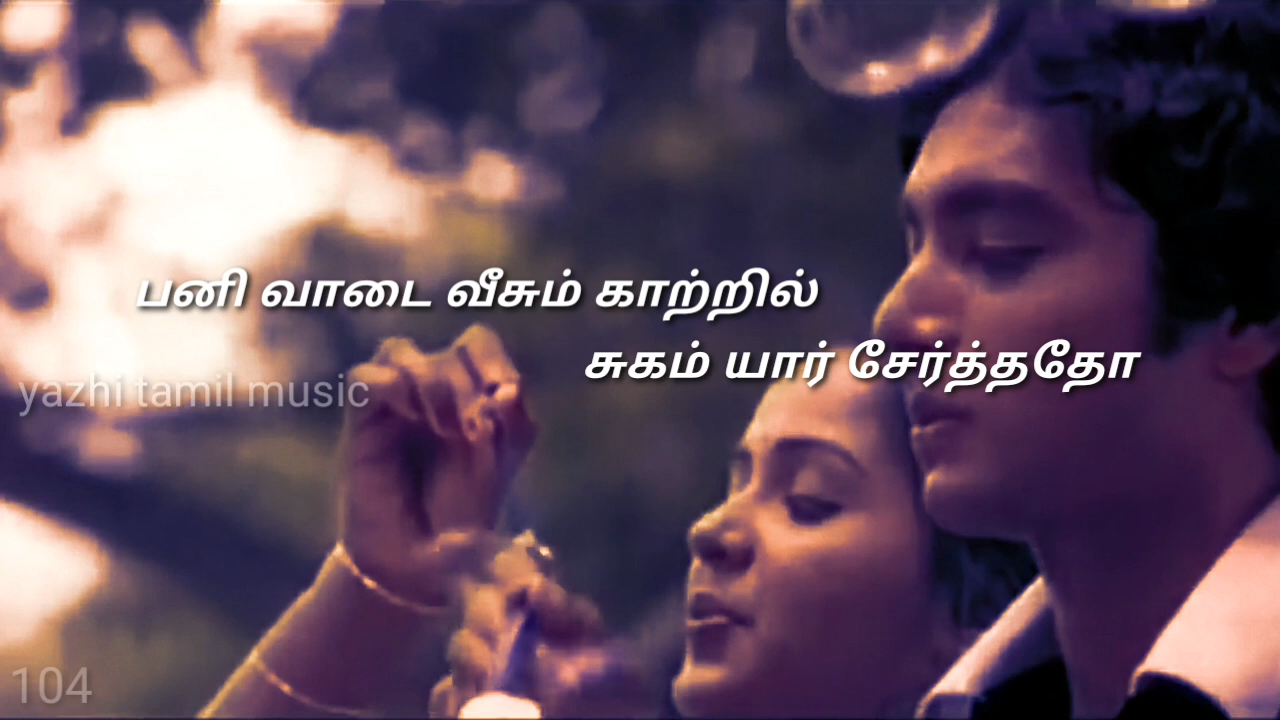 பனி வாடை வீசும் காற்றில்
சுகம் யார் சேர்த்ததோ
yazhi tamil music
104